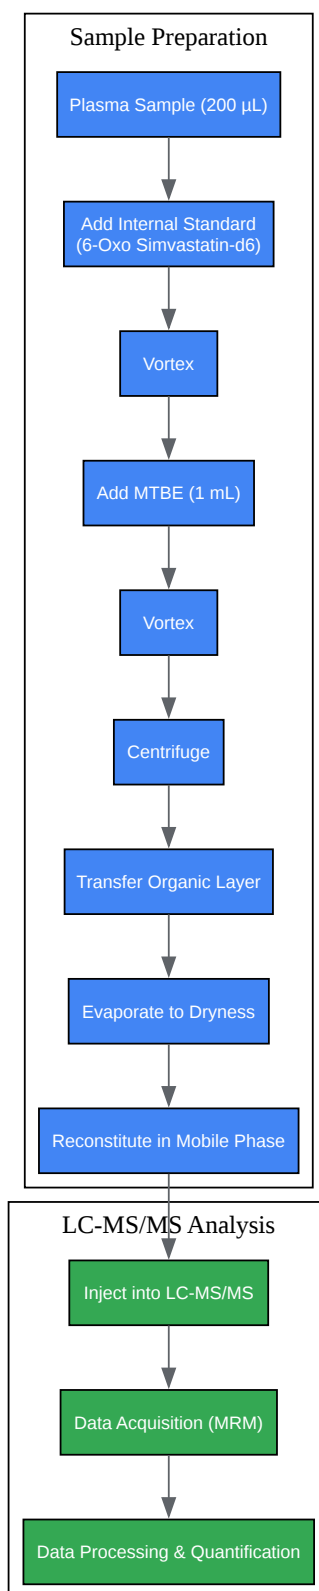 Sample Preparation
Plasma Sample (200 µL)
Add Internal Standard
(6-Oxo Simvastatin-d6)
Vortex
Add MTBE (1 mL)
Vortex
Centrifuge
Transfer Organic Layer
Evaporate to Dryness
Reconstitute in Mobile Phase
LC-MS/MS Analysis
Inject into LC-MS/MS
Data Acquisition (MRM)
Data Processing & Quantification